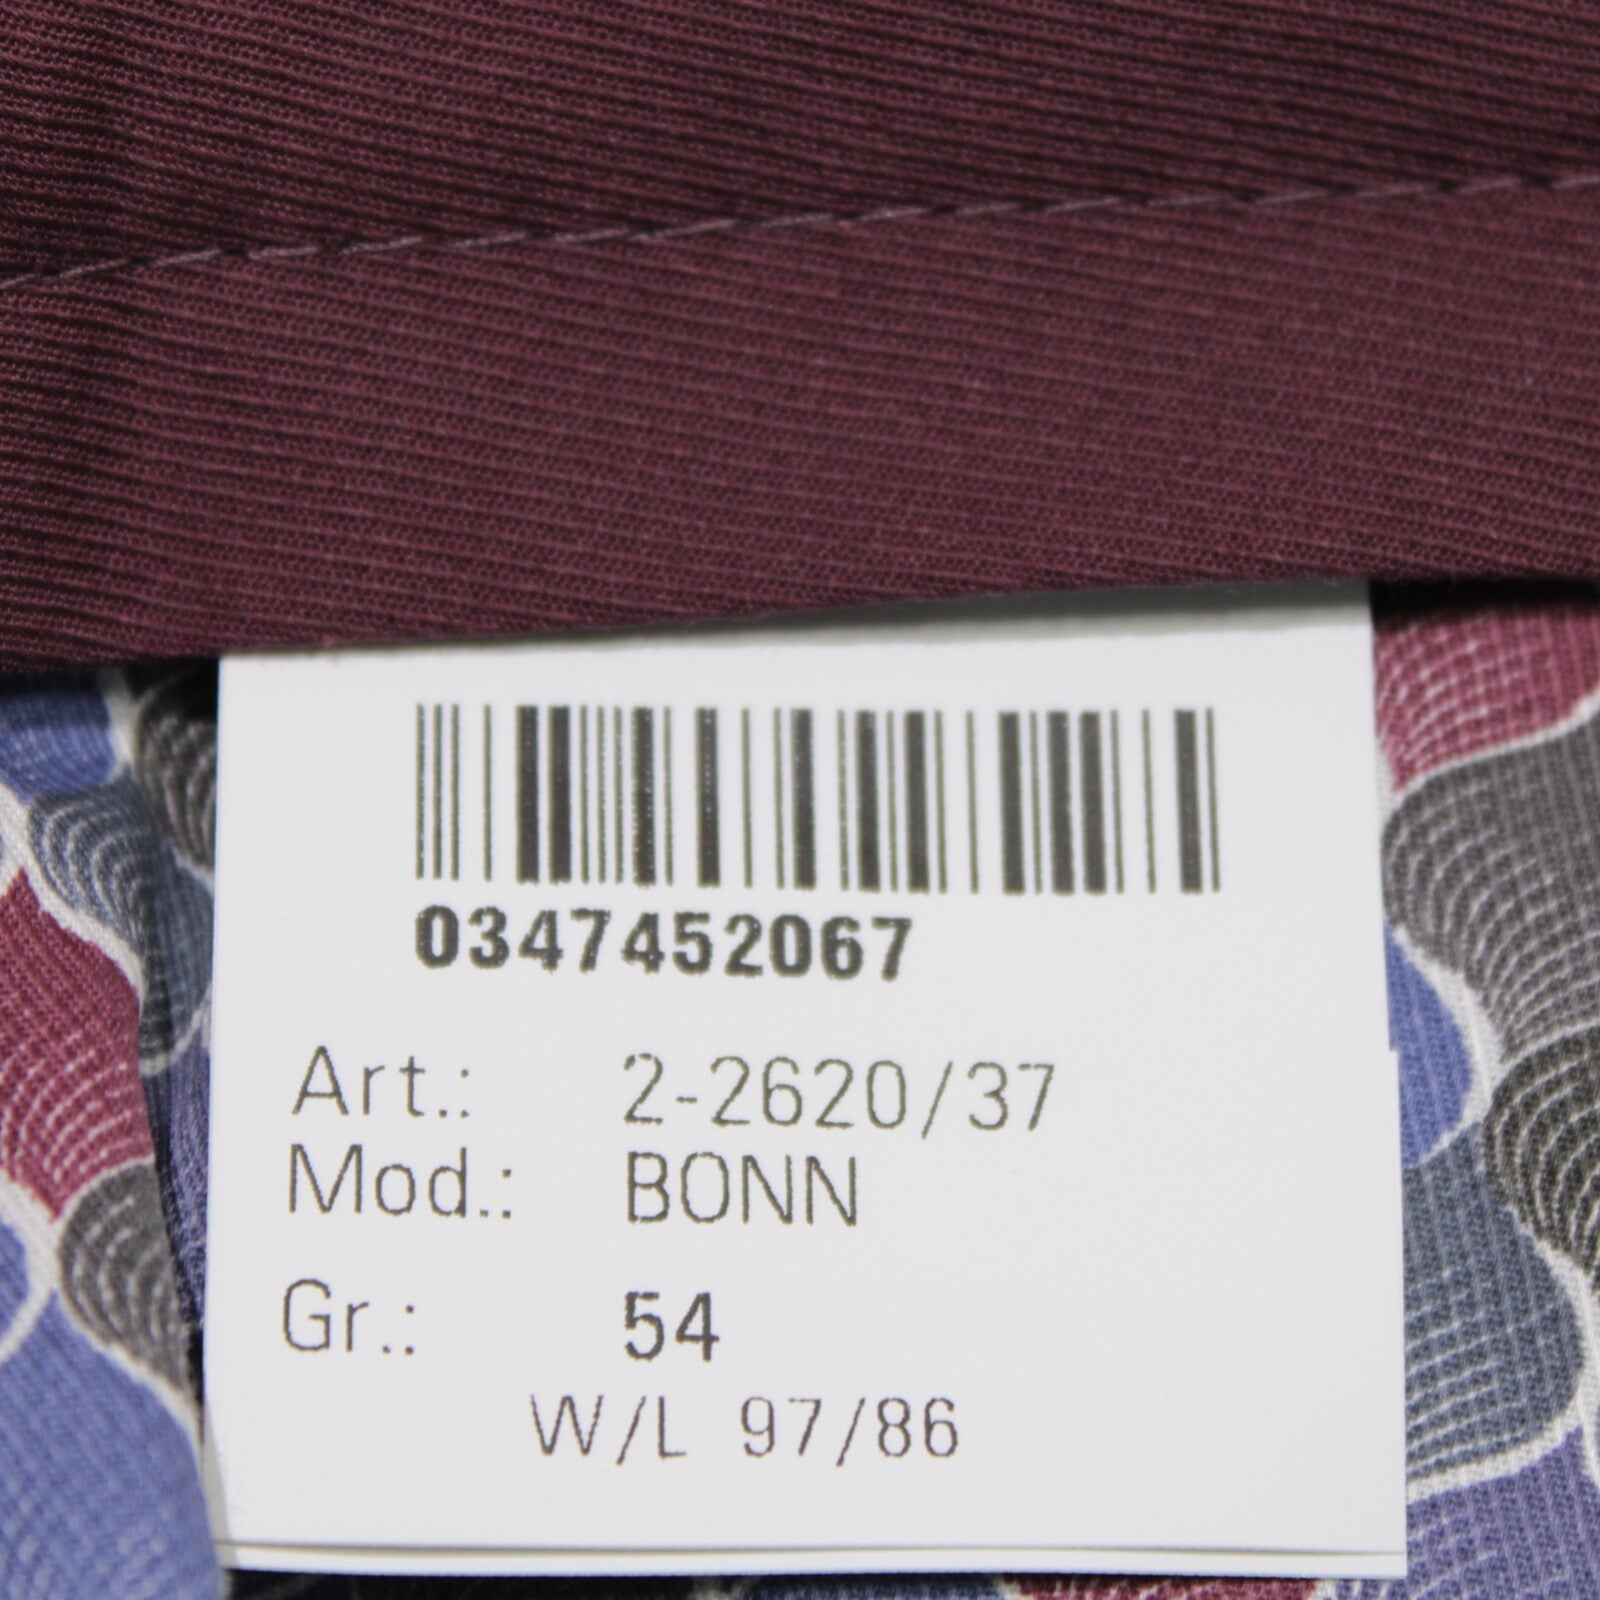 0347452067
Art.: 2-2620/37
Mod.: BONN
Gr.: 54
W/L 97/86